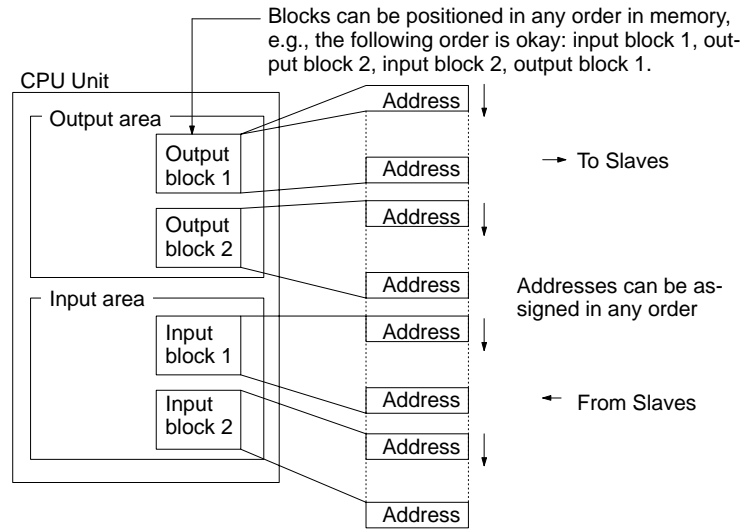 Blocks can be positioned in any order in memory,
e.g., the following order is okay: input block 1, out-
put block 2, input block 2, output block 1.
CPU Unit
Output area
Output
block 1
Output
block 2
Input area
Input
block 1
Input
block 2
Address
Address
Address
Address
Address
Address
Address
Address
To Slaves
Addresses can be as-
signed in any order
From Slaves